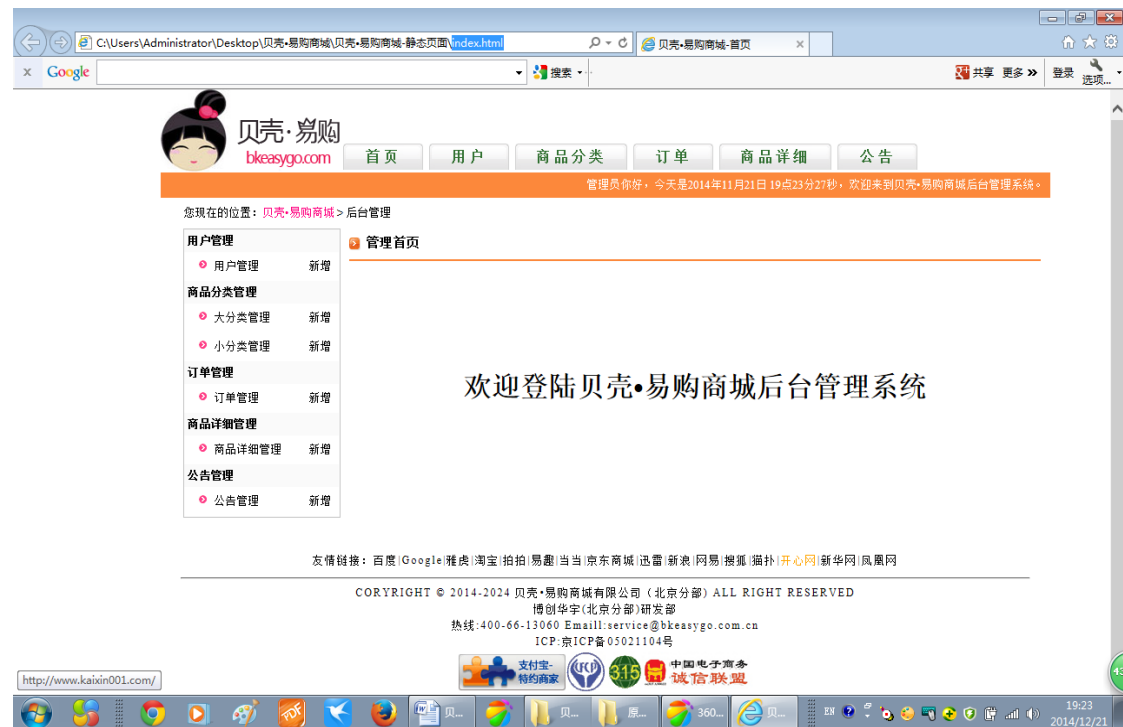 C:\Users\Administrator\Desktop\贝壳•易购商城\贝壳•易购商城-静态页面\index.html
贝壳•易购商城-首页
Google
搜索
共享 更多 »
登录
选项...
贝壳·易购
bkeasygo.com
首页 用户 商品分类 订单 商品详细 公告
管理员你好，今天是2014年11月21日 19点23分27秒，欢迎来到贝壳•易购商城后台管理系统。
您现在的位置：贝壳•易购商城>后台管理
用户管理
用户管理 新增
商品分类管理
大分类管理 新增
小分类管理 新增
订单管理
订单管理 新增
商品详细管理
商品详细管理 新增
公告管理
公告管理 新增
管理首页
欢迎登陆贝壳•易购商城后台管理系统
友情链接：百度|Google|雅虎|淘宝|拍拍|易趣|当当|京东商城|迅雷|新浪|网易|搜狐|猫扑|开心网|新华网|凤凰网
CORYRIGHT © 2014-2024 贝壳•易购商城有限公司（北京分部）ALL RIGHT RESERVED
博创华宇(北京分部)研发部
热线:400-66-13060 Emaill:service@bkeasygo.com.cn
ICP:京ICP备05021104号
支付宝-
特约商家
315
中国电子商务
诚信联盟
http://www.kaixin001.com/
贝...
贝...
原...
360...
贝...
EN
19:23
2014/12/21